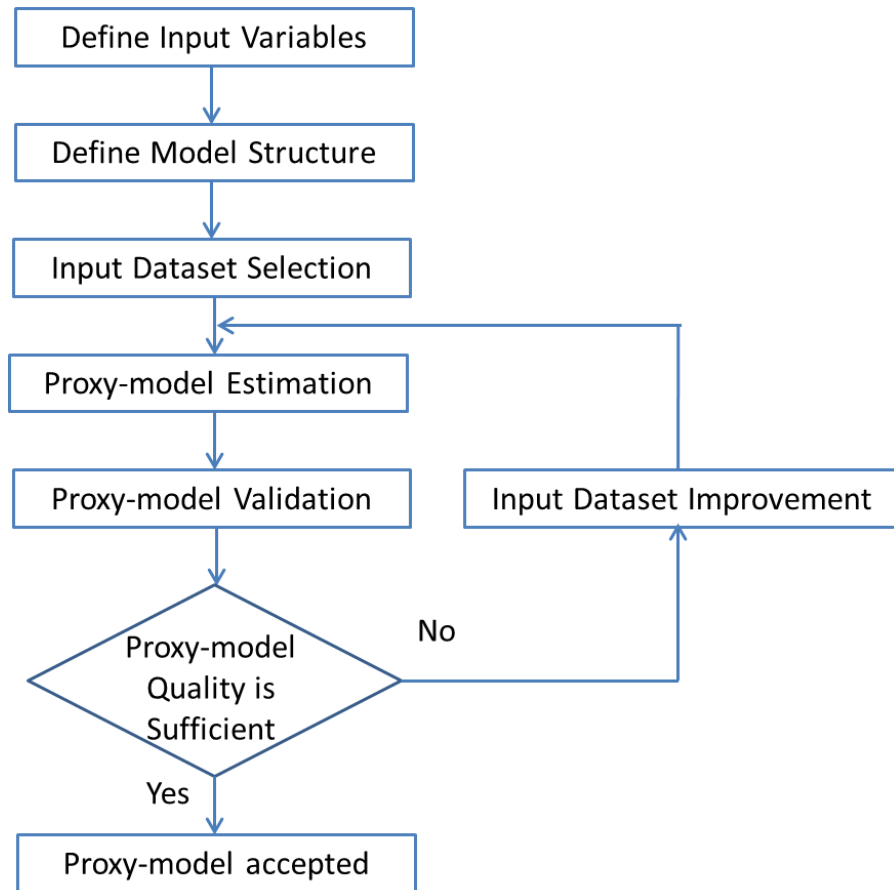 Define Input Variables
Define Model Structure
Input Dataset Selection
Proxy-model Estimation
Proxy-model Validation
Input Dataset Improvement
No
Proxy-model
Quality is
Sufficient
Yes
Proxy-model accepted